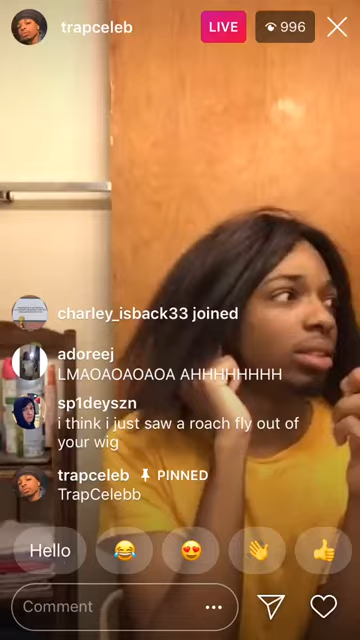 trapceleb
LIVE
996
charley_isback33 joined
adoreej
LMAOAOAOAOA AHHHHHHHH
sp1deyszn
i think i just saw a roach fly out of
your wig
trapceleb PINNED
TrapCelebb
Hello
Comment